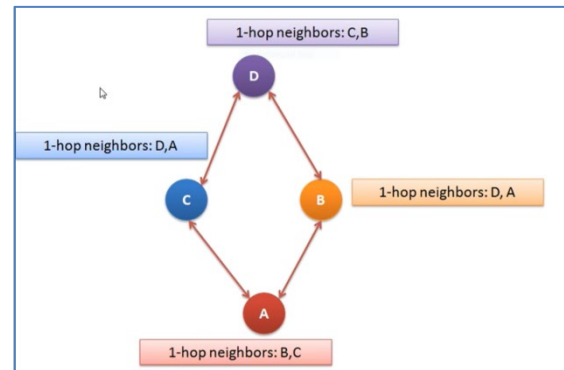 1-hop neighbors: C,B
D
1-hop neighbors: D,A
C
B
1-hop neighbors: D, A
A
1-hop neighbors: B,C